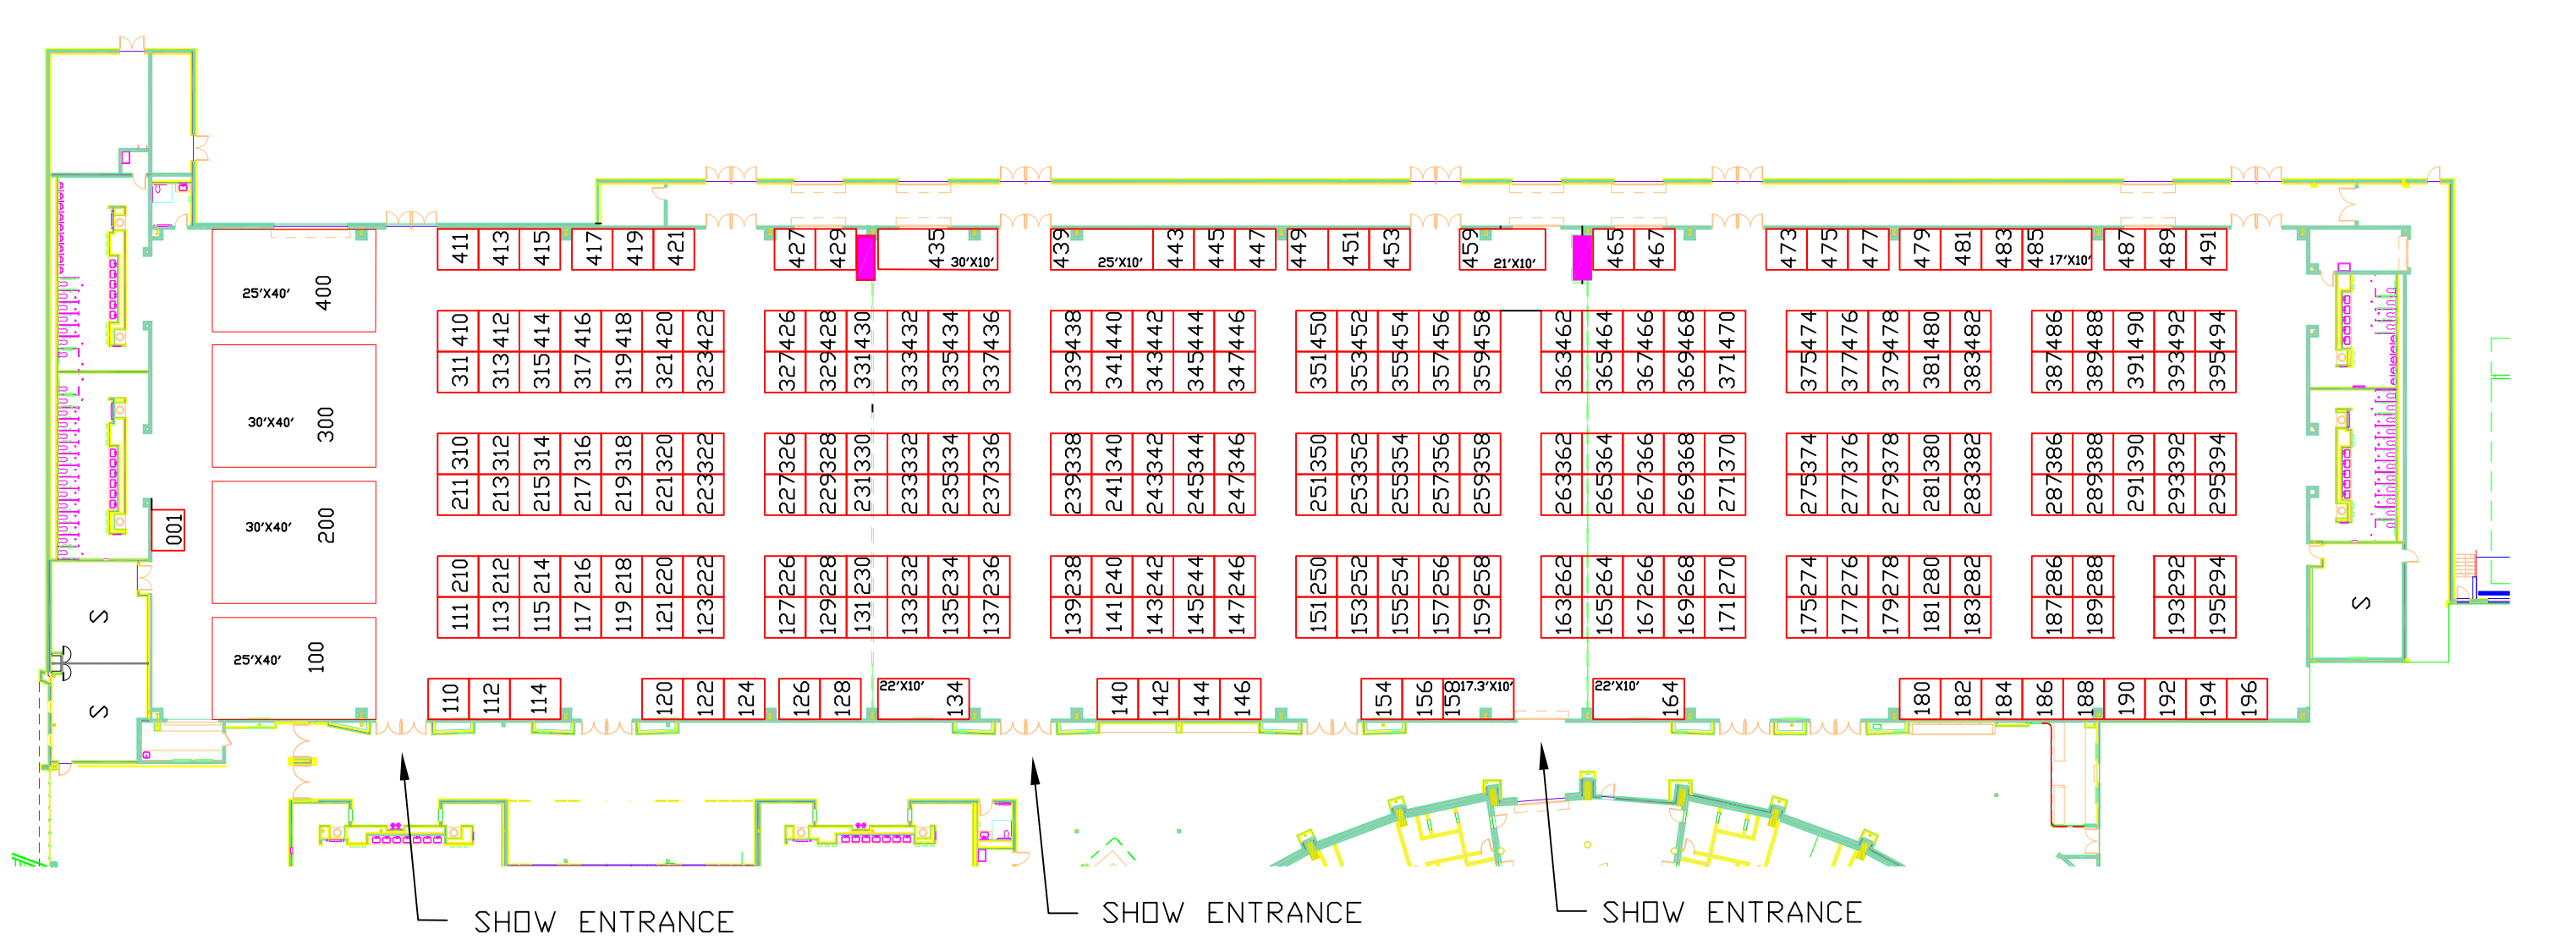 411 413 415 417 419 421 427 429 435 30'X10' 439 25'X10' 443 445 447 449 451 453 459 21'X10' 465 467 473 475 477 479 481 483 485 17'X10' 487 489 491
25'X40' 400
410 412 414 416 418 420 422 426 428 430 432 434 436 438 440 442 444 446 450 452 454 456 458 462 464 466 468 470 474 476 478 480 482 486 488 490 492 494
311 313 315 317 319 321 323 327 329 331 333 335 337 339 341 343 345 347 351 353 355 357 359 363 365 367 369 371 375 377 379 381 383 387 389 391 393 395
30'X40' 300
310 312 314 316 318 320 322 326 328 330 332 334 336 338 340 342 344 346 350 352 354 356 358 362 364 366 368 370 374 376 378 380 382 386 388 390 392 394
211 213 215 217 219 221 223 227 229 231 233 235 237 239 241 243 245 247 251 253 255 257 259 263 265 267 269 271 275 277 279 281 283 287 289 291 293 295
001
30'X40' 200
210 212 214 216 218 220 222 226 228 230 232 234 236 238 240 242 244 246 250 252 254 256 258 262 264 266 268 270 274 276 278 280 282 286 288 292 294
111 113 115 117 119 121 123 127 129 131 133 135 137 139 141 143 145 147 151 153 155 157 159 163 165 167 169 171 175 177 179 181 183 187 189 193 195
S
S
25'X40' 100
110 112 114 120 122 124 126 128 22'X10' 134 140 142 144 146 154 156 158 17.3'X10' 22'X10' 164 180 182 184 186 188 190 192 194 196
S
SHOW ENTRANCE
SHOW ENTRANCE
SHOW ENTRANCE